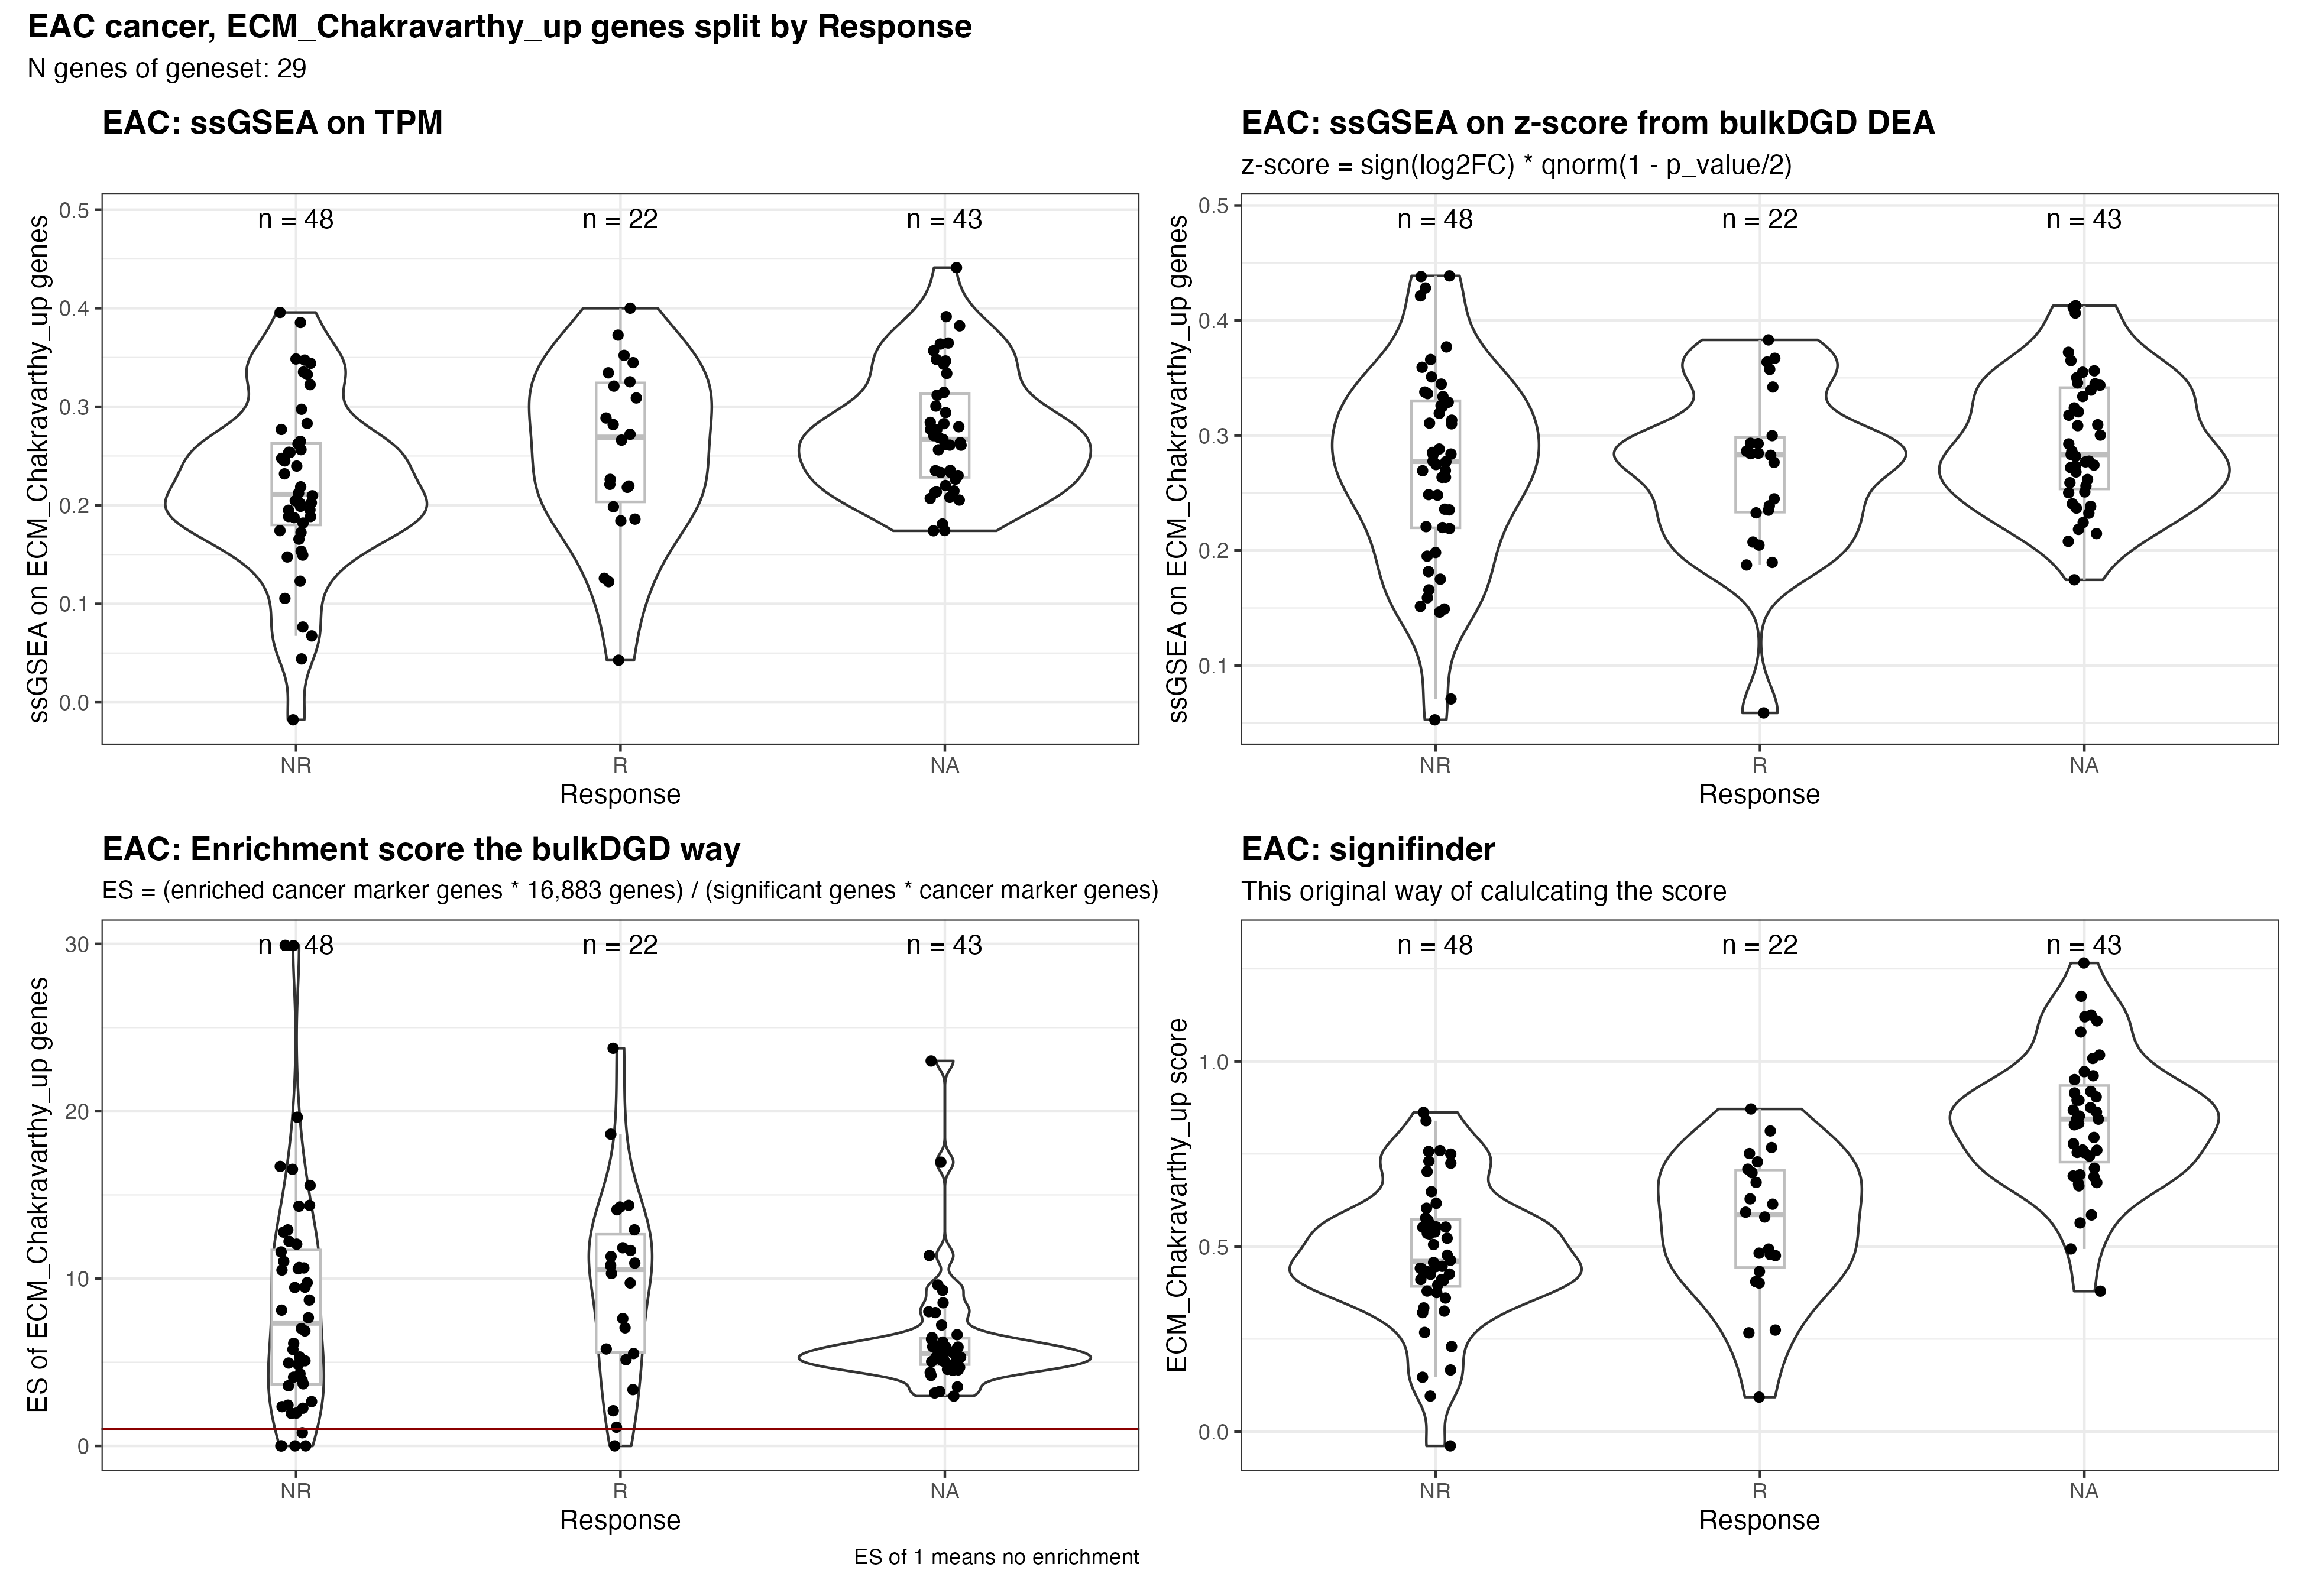 EAC cancer, ECM_Chakravarthy_up genes split by Response
N genes of geneset: 29
EAC: ssGSEA on TPM
ssGSEA on ECM_Chakravarthy_up genes
0.5
0.4
0.3
0.2
0.1
0.0
n = 48
n = 22
n = 43
NR
R
NA
Response
EAC: ssGSEA on z-score from bulkDGD DEA
z-score = sign(log2FC) * qnorm(1 - p_value/2)
ssGSEA on ECM_Chakravarthy_up genes
0.5
0.4
0.3
0.2
0.1
n = 48
n = 22
n = 43
NR
R
NA
Response
EAC: Enrichment score the bulkDGD way
ES = (enriched cancer marker genes * 16,883 genes) / (significant genes * cancer marker genes)
ES of ECM_Chakravarthy_up genes
30
20
10
0
n = 48
n = 22
n = 43
NR
R
NA
Response
ES of 1 means no enrichment
EAC: signifinder
This original way of calulcating the score
ECM_Chakravarthy_up score
1.0
0.5
0.0
n = 48
n = 22
n = 43
NR
R
NA
Response